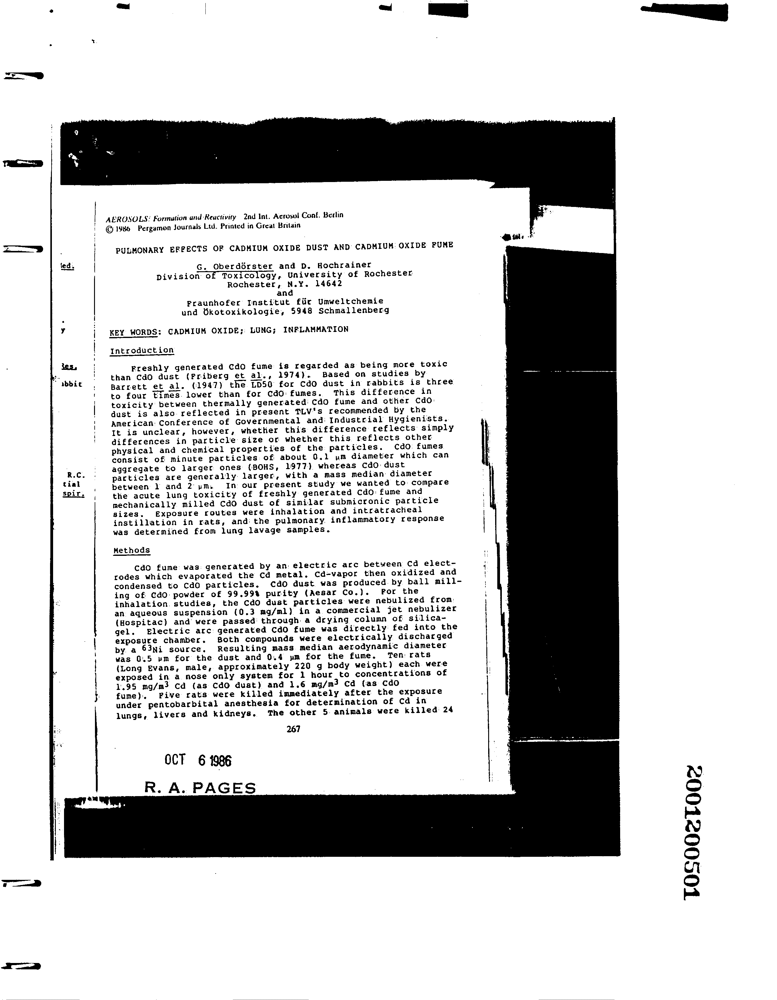 AEROSOLS: Formation and Reactivity 2nd Int. Aerosol Conf. Berlin
© 1986 Pergamon Journals Ltd. Printed in Great Britain
PULMONARY EFFECTS OF CADMIUM OXIDE DUST AND CADMIUM OXIDE FUME
G. Oberdörster and D. Hochrainer
Division of Toxicology, University of Rochester
Rochester, N.Y. 14642
and
Fraunhofer Institut für Umweltchemie
und Ökotoxikologie, 5948 Schmallenberg
KEY WORDS: CADMIUM OXIDE; LUNG; INFLAMMATION
Introduction
Freshly generated CdO fume is regarded as being more toxic
than CdO dust (Friberg et al., 1974). Based on studies by
Barrett et al. (1947) the LD50 for CdO dust in rabbits is three
to four times lower than for CdO fumes. This difference in
toxicity between thermally generated CdO fume and other CdO
dust is also reflected in present TLV's recommended by the
American Conference of Governmental and Industrial Hygienists.
It is unclear, however, whether this difference reflects simply
differences in particle size or whether this reflects other
physical and chemical properties of the particles. CdO fumes
consist of minute particles of about 0.1 µm diameter which can
aggregate to larger ones (BOHS, 1977) whereas CdO dust
particles are generally larger, with a mass median diameter
between 1 and 2 µm. In our present study we wanted to compare
the acute lung toxicity of freshly generated CdO fume and
mechanically milled CdO dust of similar submicronic particle
sizes. Exposure routes were inhalation and intratracheal
instillation in rats, and the pulmonary inflammatory response
was determined from lung lavage samples.
Methods
CdO fume was generated by an electric arc between Cd elect-
rodes which evaporated the Cd metal. Cd-vapor then oxidized and
condensed to CdO particles. CdO dust was produced by ball mill-
ing of CdO powder of 99.99% purity (Aesar Co.). For the
inhalation studies, the CdO dust particles were nebulized from
an aqueous suspension (0.3 mg/ml) in a commercial jet nebulizer
(Hospitac) and were passed through a drying column of silica-
gel. Electric arc generated CdO fume was directly fed into the
exposure chamber. Both compounds were electrically discharged
by a 63Ni source. Resulting mass median aerodynamic diameter
was 0.5 µm for the dust and 0.4 µm for the fume. Ten rats
(Long Evans, male, approximately 220 g body weight) each were
exposed in a nose only system for 1 hour to concentrations of
1.95 mg/m3 Cd (as CdO dust) and 1.6 mg/m3 Cd (as CdO
fume). Five rats were killed immediately after the exposure
under pentobarbital anesthesia for determination of Cd in
lungs, livers and kidneys. The other 5 animals were killed 24
267
OCT 6 1986
R. A. PAGES
ied.
y
ies.
abbit
R.C.
tial
spir.
2001200501